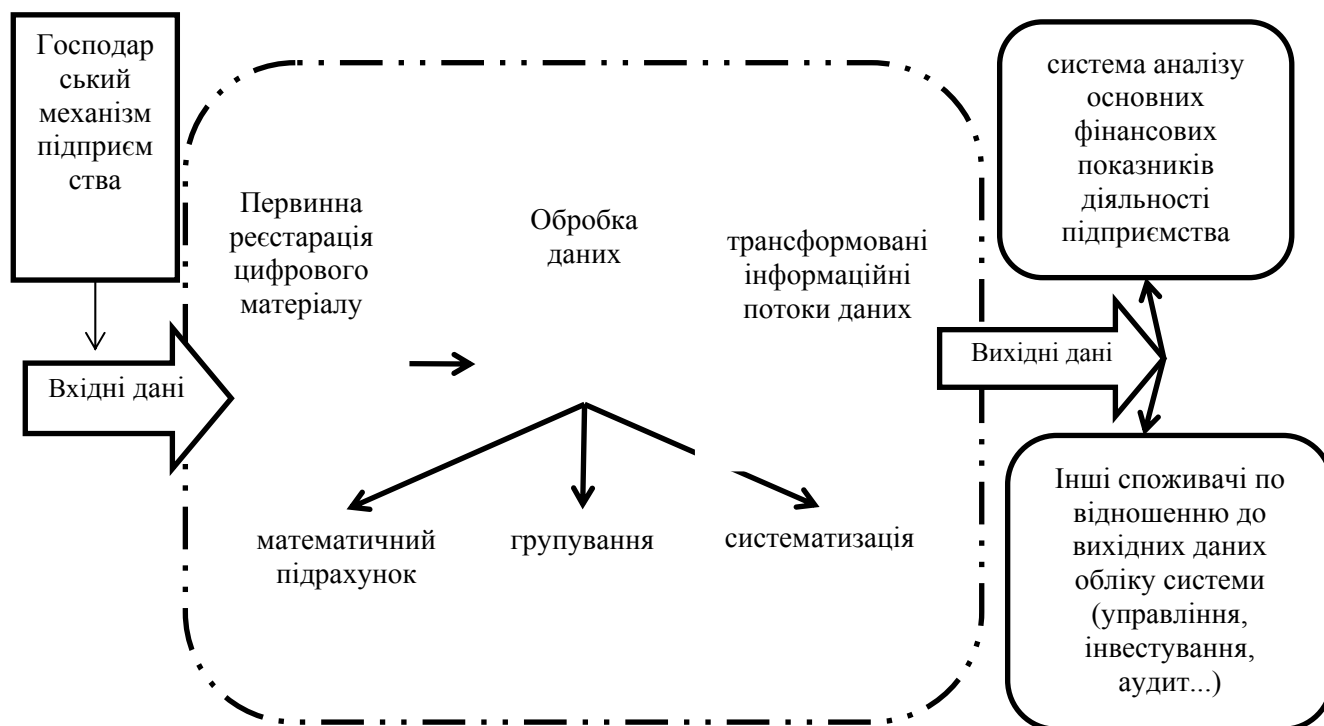 Господар
ський
механізм
підприєм
ства
Вхідні дані
Первинна
реєстарація
цифрового
матеріалу
Обробка
даних
трансформовані
інформаційні
потоки даних
математичний
підрахунок
групування
систематизація
Вихідні дані
система аналізу
основних
фінансових
показників
діяльності
підприємства
Інші споживачі по
відношенню до
вихідних даних
обліку системи
(управління,
інвестування,
аудит...)